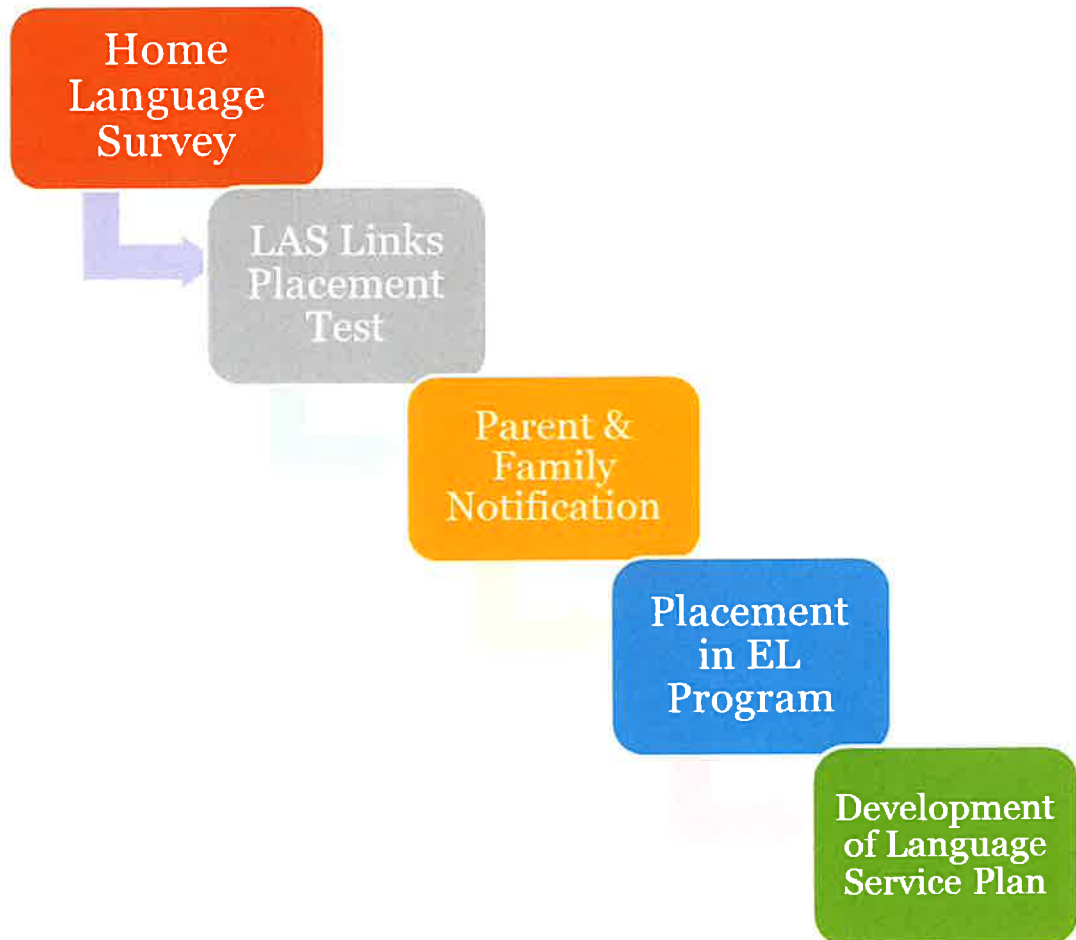 Home
Language
Survey
LAS Links
Placement
Test
Parent &
Family
Notification
Placement
in EL
Program
Development
of Language
Service Plan